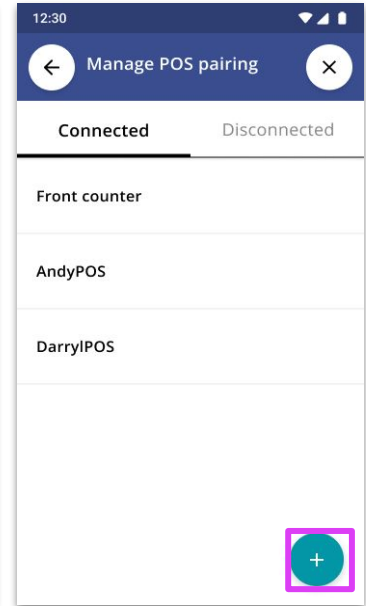 12:30
Manage POS pairing
Connected Disconnected
Front counter
AndyPOS
DarrylPOS
+